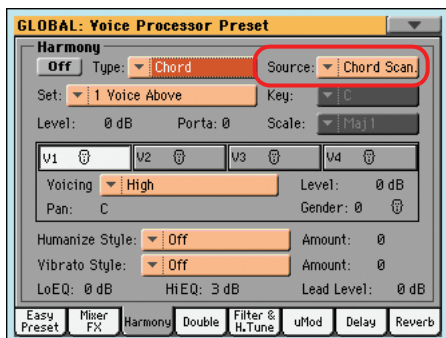 GLOBAL: Voice Processor Preset
Harmony
Off Type: Chord Source: Chord Scan.
Set: 1 Voice Above Key: C
Level: 0 dB Porta: 0 Scale: Maj1
V1 V2 V3 V4
Voicing High Level: 0 dB
Pan: C Gender: 0
Humanize Style: Off Amount: 0
Vibrato Style: Off Amount: 0
LoEQ: 0 dB HiEQ: 3 dB Lead Level: 0 dB
Easy Preset Mixer FX Harmony Double Filter & H.Tune uMod Delay Reverb